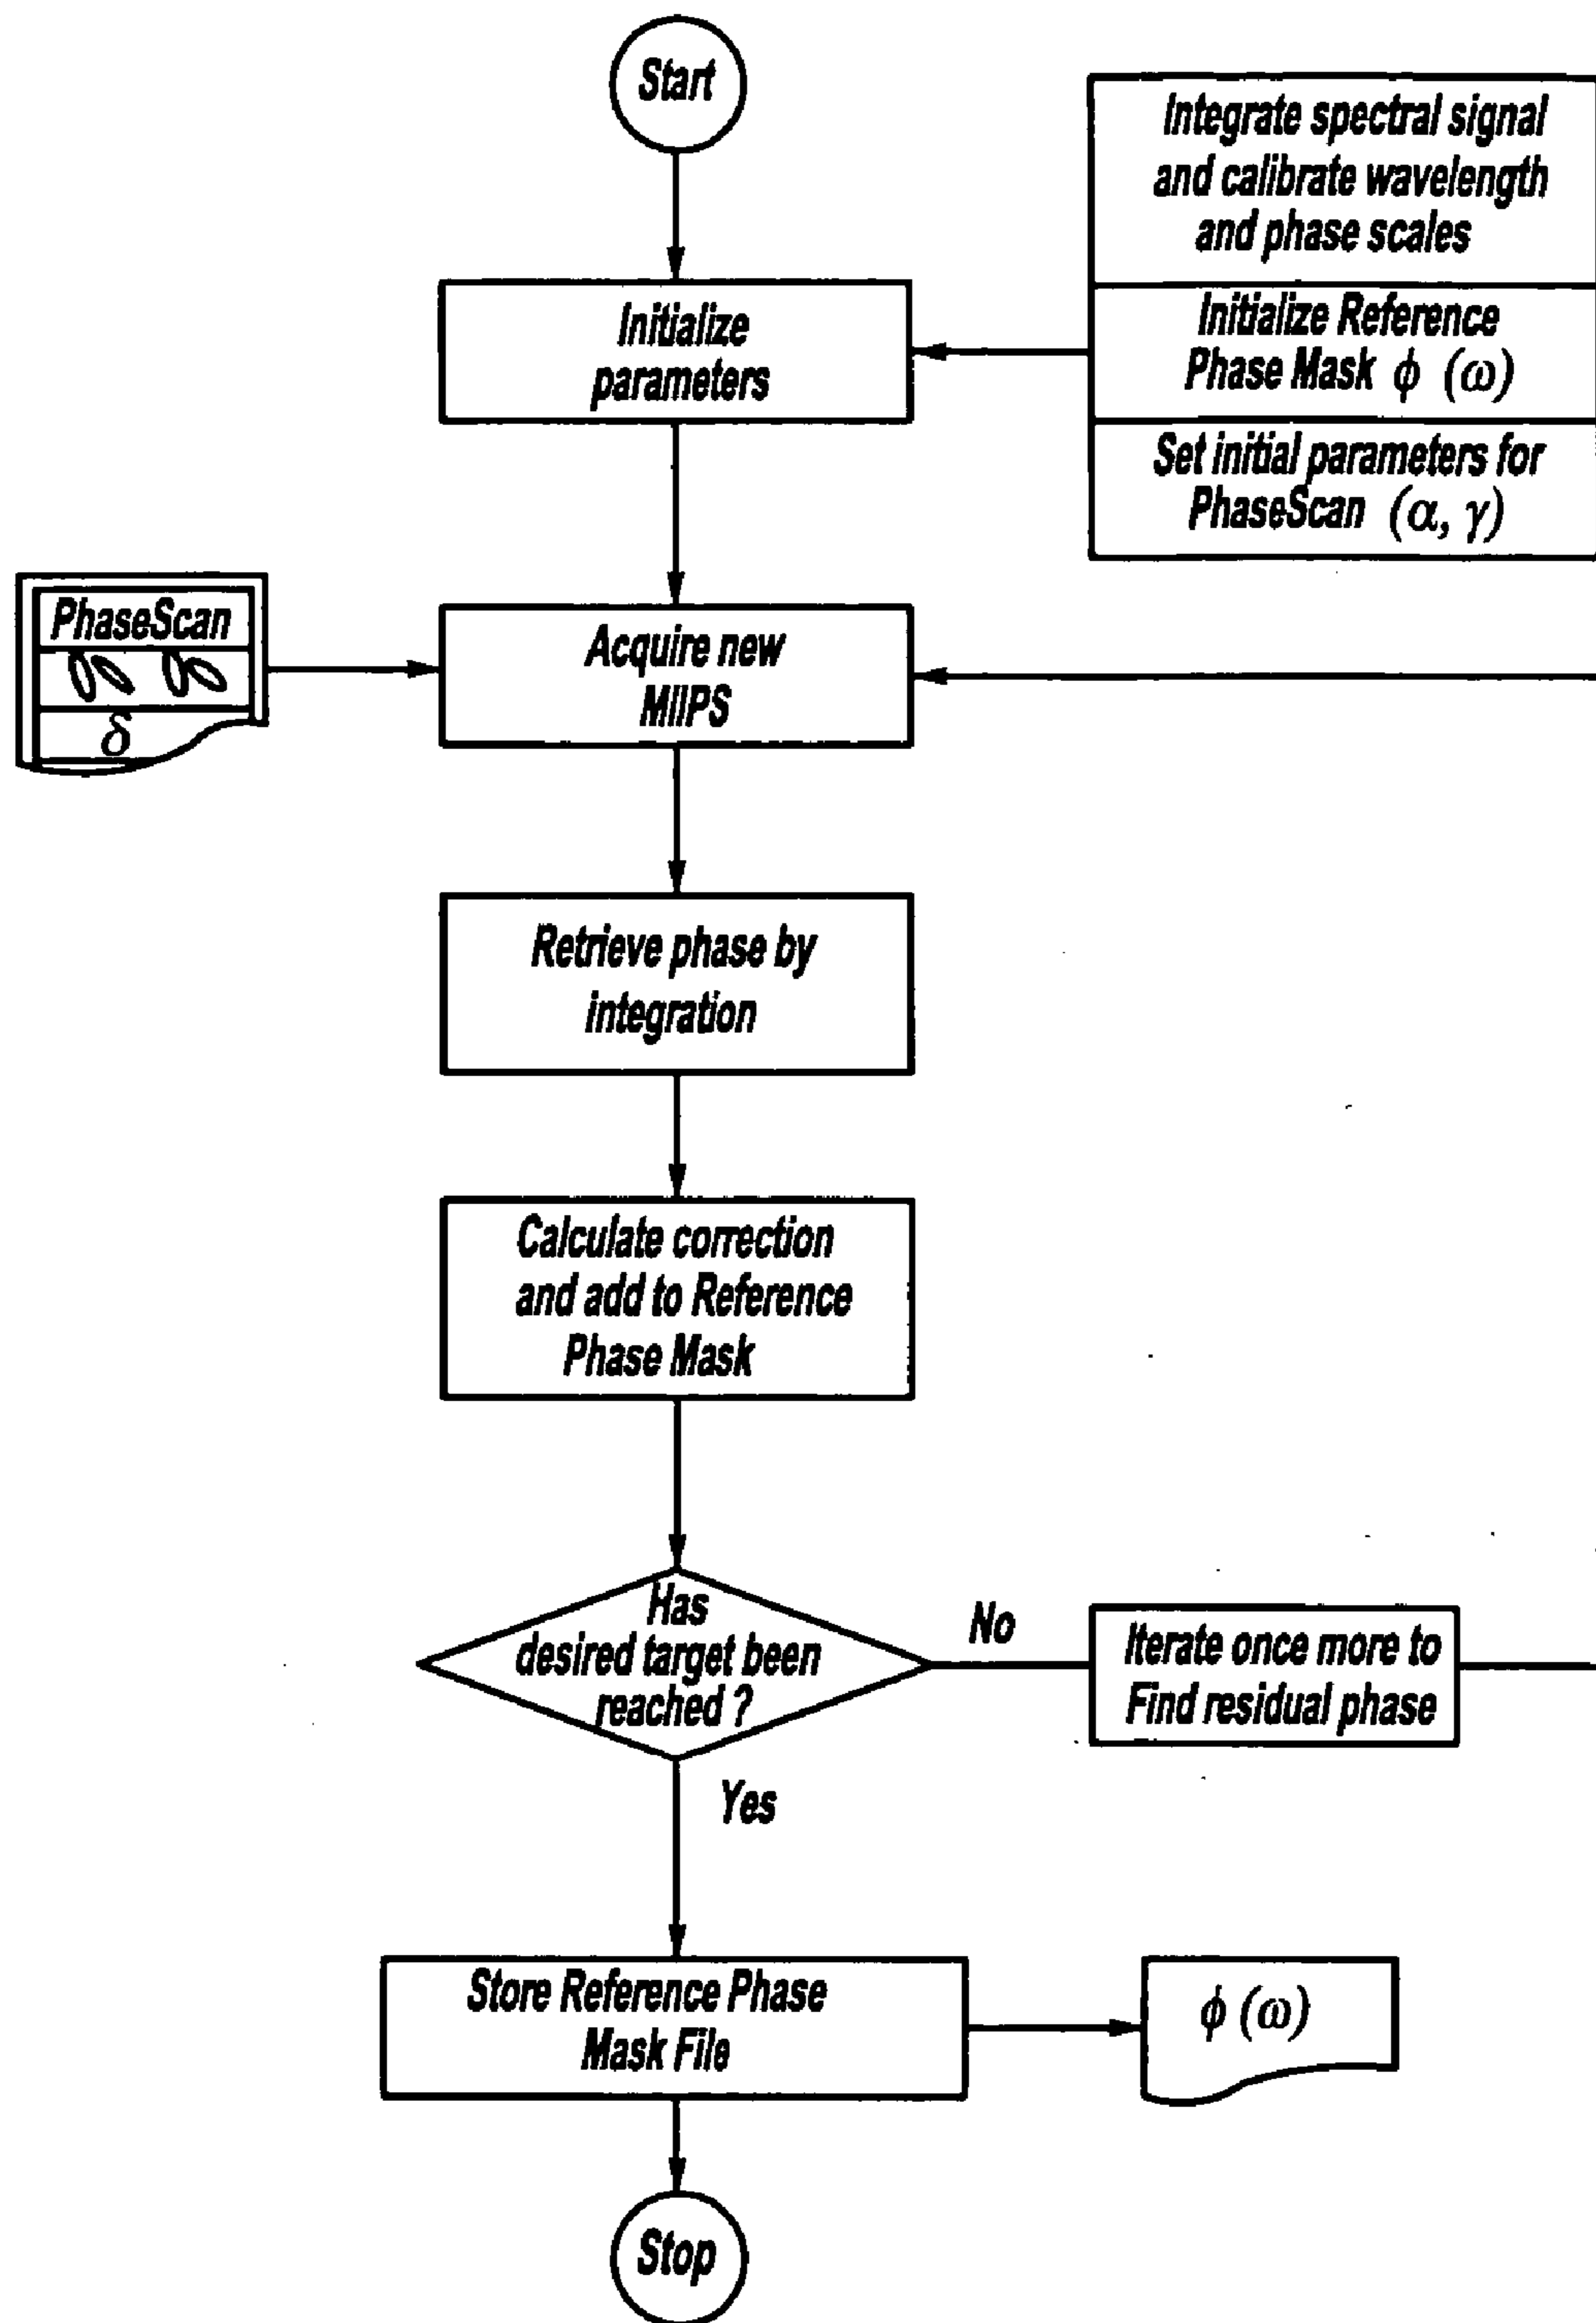 Start
Integrate spectral signal
and calibrate wavelength
and phase scales
Initialize
parameters
Initialize Reference
Phase Mask ϕ (ω)
Set initial parameters for
PhaseScan (α, γ)
PhaseScan
δ
Acquire new
MIIPS
Retrieve phase by
integration
Calculate correction
and add to Reference
Phase Mask
Has
desired target been
reached ?
No
Iterate once more to
Find residual phase
Yes
Store Reference Phase
Mask File
ϕ (ω)
Stop